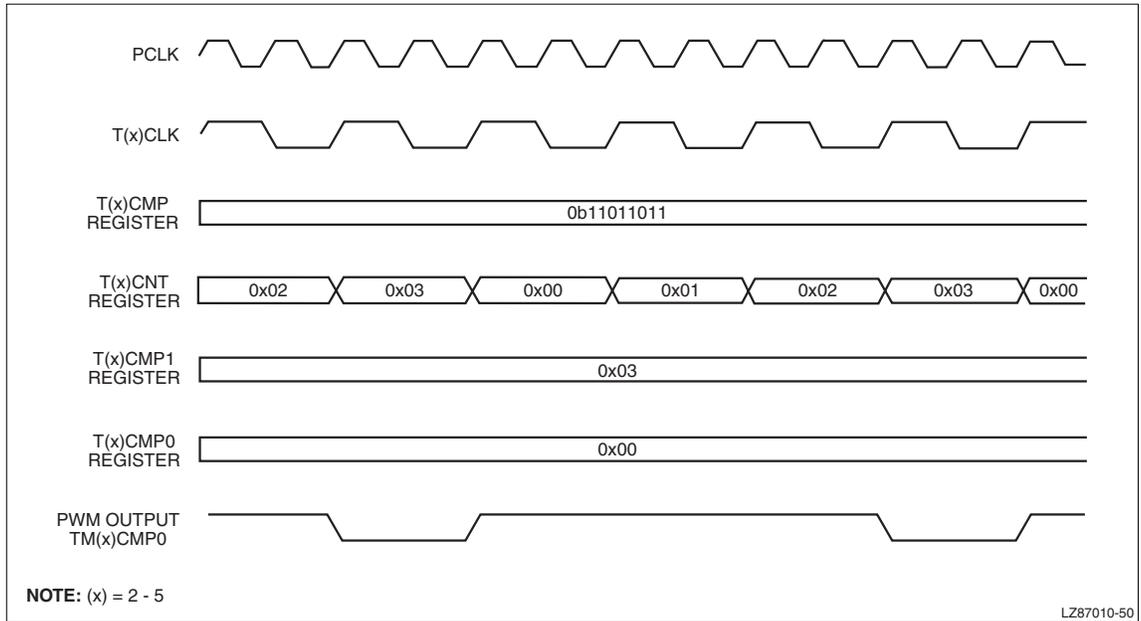 PCLK
T(x)CLK
T(x)CMP
REGISTER
0b11011011
T(x)CNT
REGISTER
0x02 0x03 0x00 0x01 0x02 0x03 0x00
T(x)CMP1
REGISTER
0x03
T(x)CMP0
REGISTER
0x00
PWM OUTPUT
TM(x)CMP0
NOTE: (x) = 2 - 5
LZ87010-50